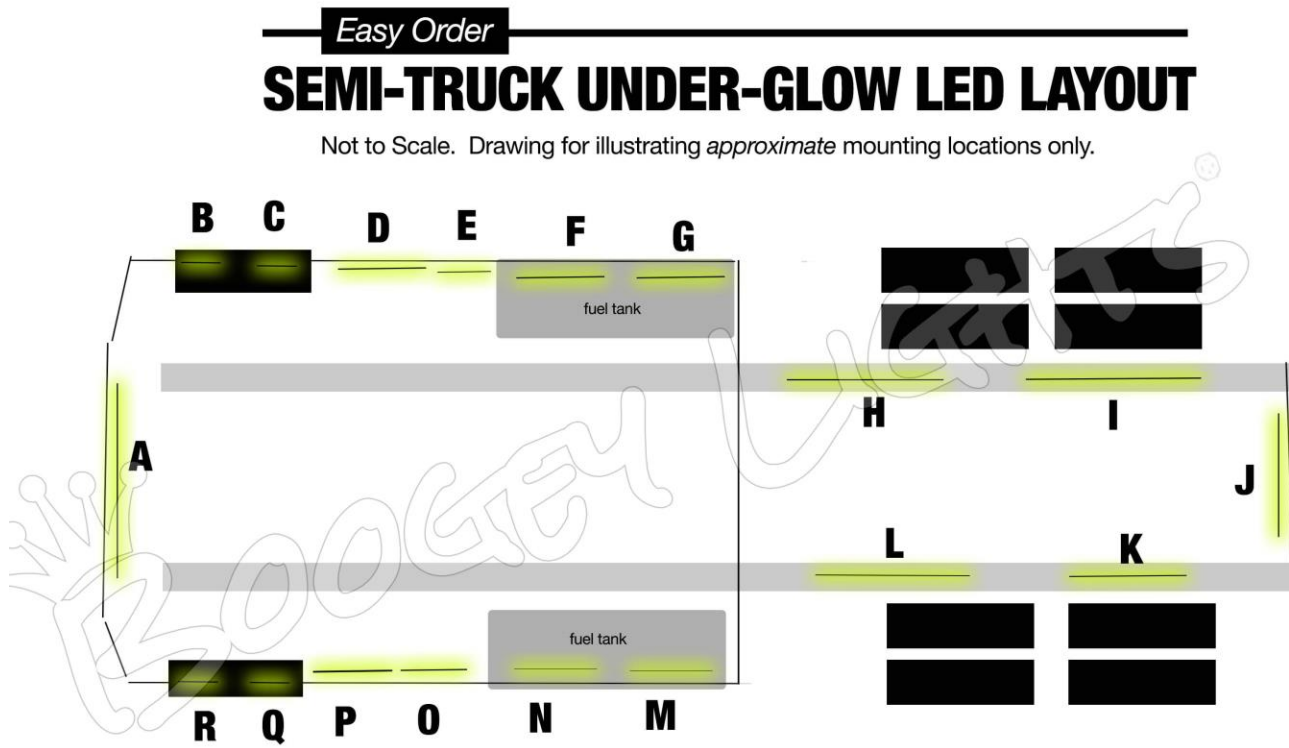 Easy Order
SEMI-TRUCK UNDER-GLOW LED LAYOUT
Not to Scale. Drawing for illustrating approximate mounting locations only.
B C D E F G
fuel tank
H I
A
J
L K
fuel tank
R Q P O N M
BOOGEY LIGHTS